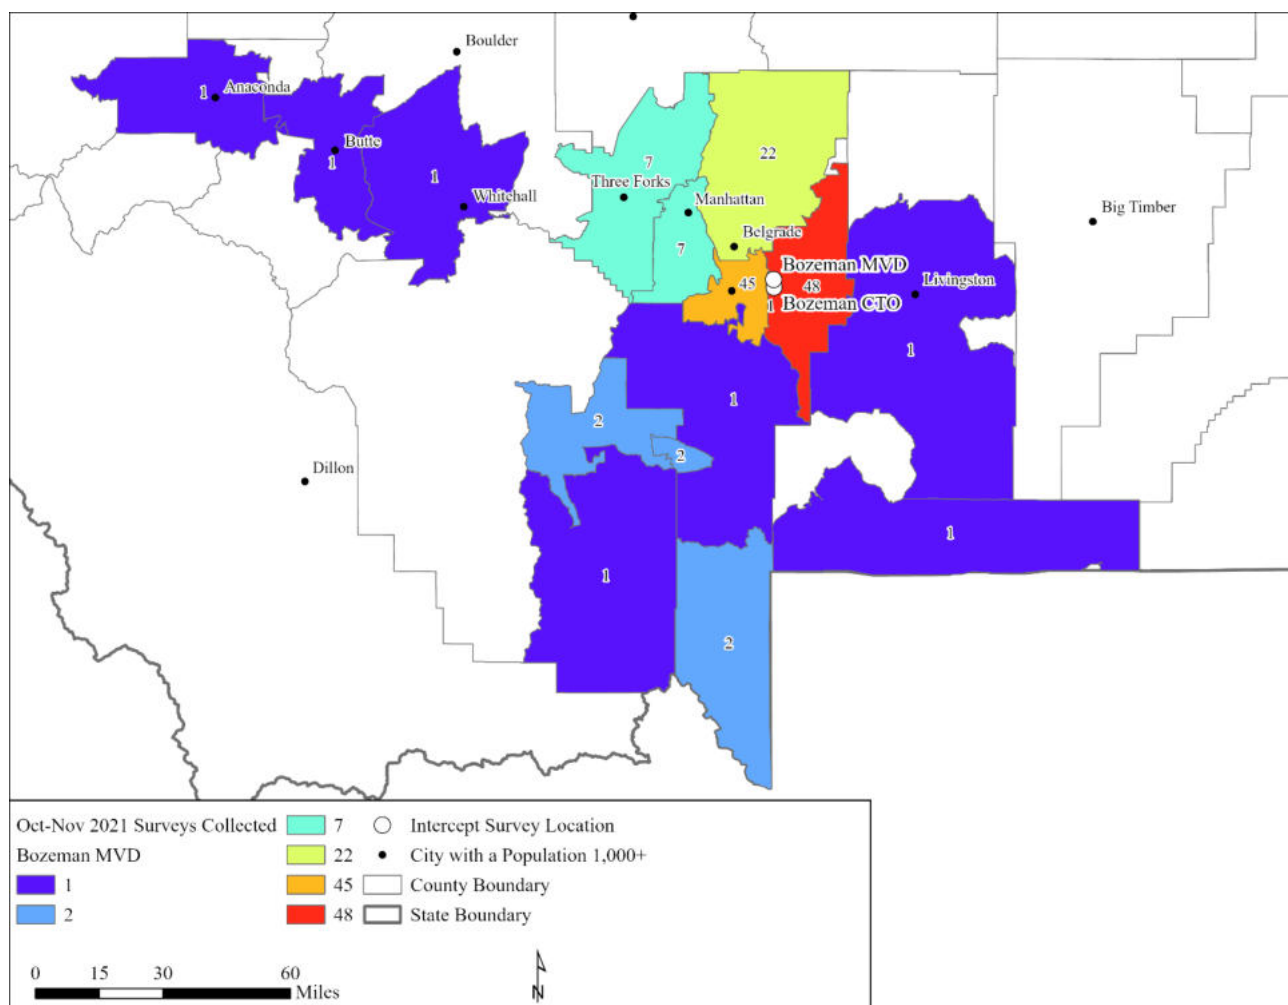 Boulder
1 Anaconda
Butte
1
1
Whitehall
7
Three Forks
22
Manhattan
Big Timber
Belgrade
7
Bozeman MVD
45
48
Livingston
Bozeman CTO
1
1
1
2
2
Dillon
1
1
2
Oct-Nov 2021 Surveys Collected
Bozeman MVD
1
2
7
22
45
48
Intercept Survey Location
City with a Population 1,000+
County Boundary
State Boundary
0 15 30 60
Miles
N